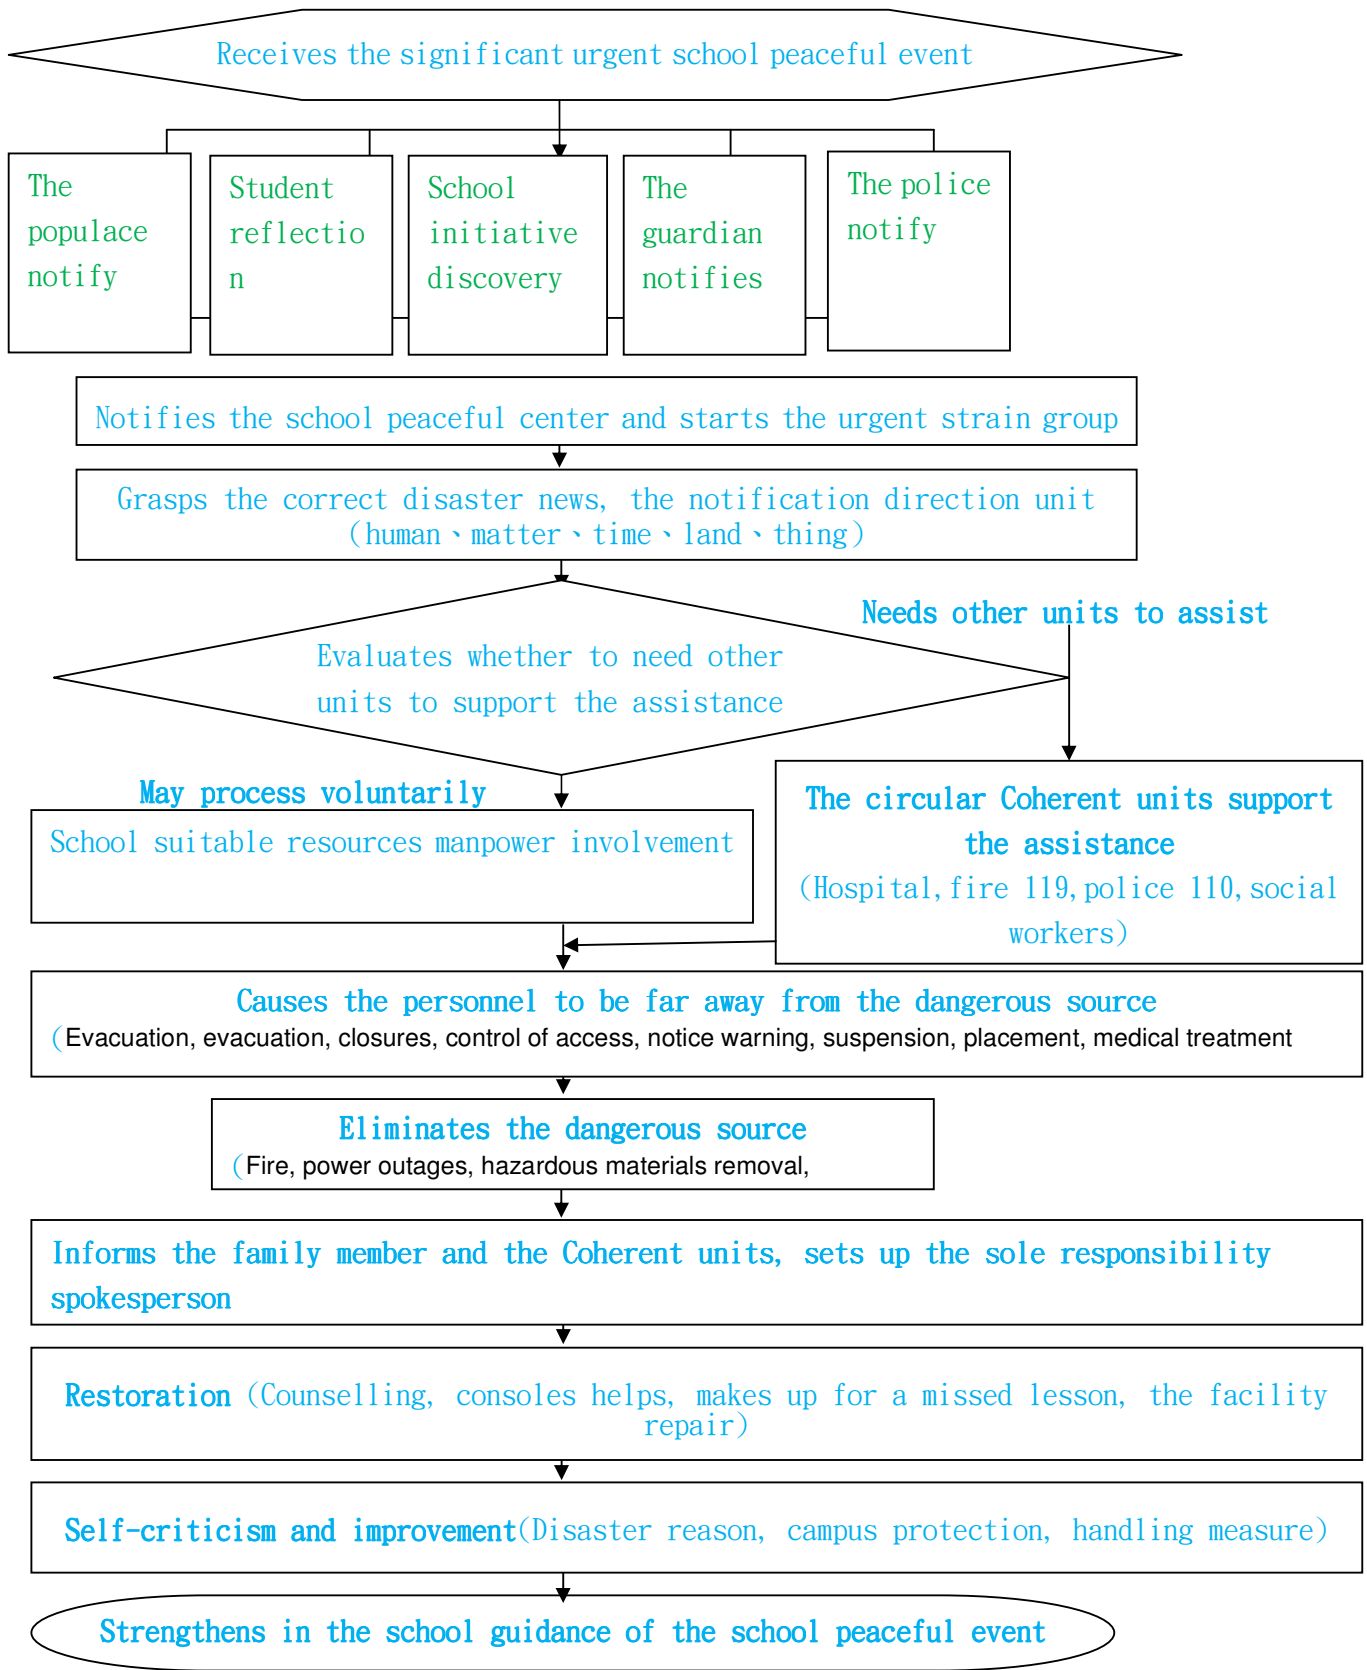 Receives the significant urgent school peaceful event
The
populace
notify
Student
reflectio
n
School
initiative
discovery
The
guardian
notifies
The police
notify
Notifies the school peaceful center and starts the urgent strain group
Grasps the correct disaster news, the notification direction unit
(human、matter、time、land、thing)
Needs other units to assist
Evaluates whether to need other
units to support the assistance
May process voluntarily
School suitable resources manpower involvement
The circular Coherent units support
the assistance
(Hospital,fire 119,police 110,social
workers)
Causes the personnel to be far away from the dangerous source
(Evacuation, evacuation, closures, control of access, notice warning, suspension, placement, medical treatment
Eliminates the dangerous source
(Fire, power outages, hazardous materials removal,
Informs the family member and the Coherent units, sets up the sole responsibility
spokesperson
Restoration (Counselling, consoles helps, makes up for a missed lesson, the facility
repair)
Self-criticism and improvement(Disaster reason, campus protection, handling measure)
Strengthens in the school guidance of the school peaceful event